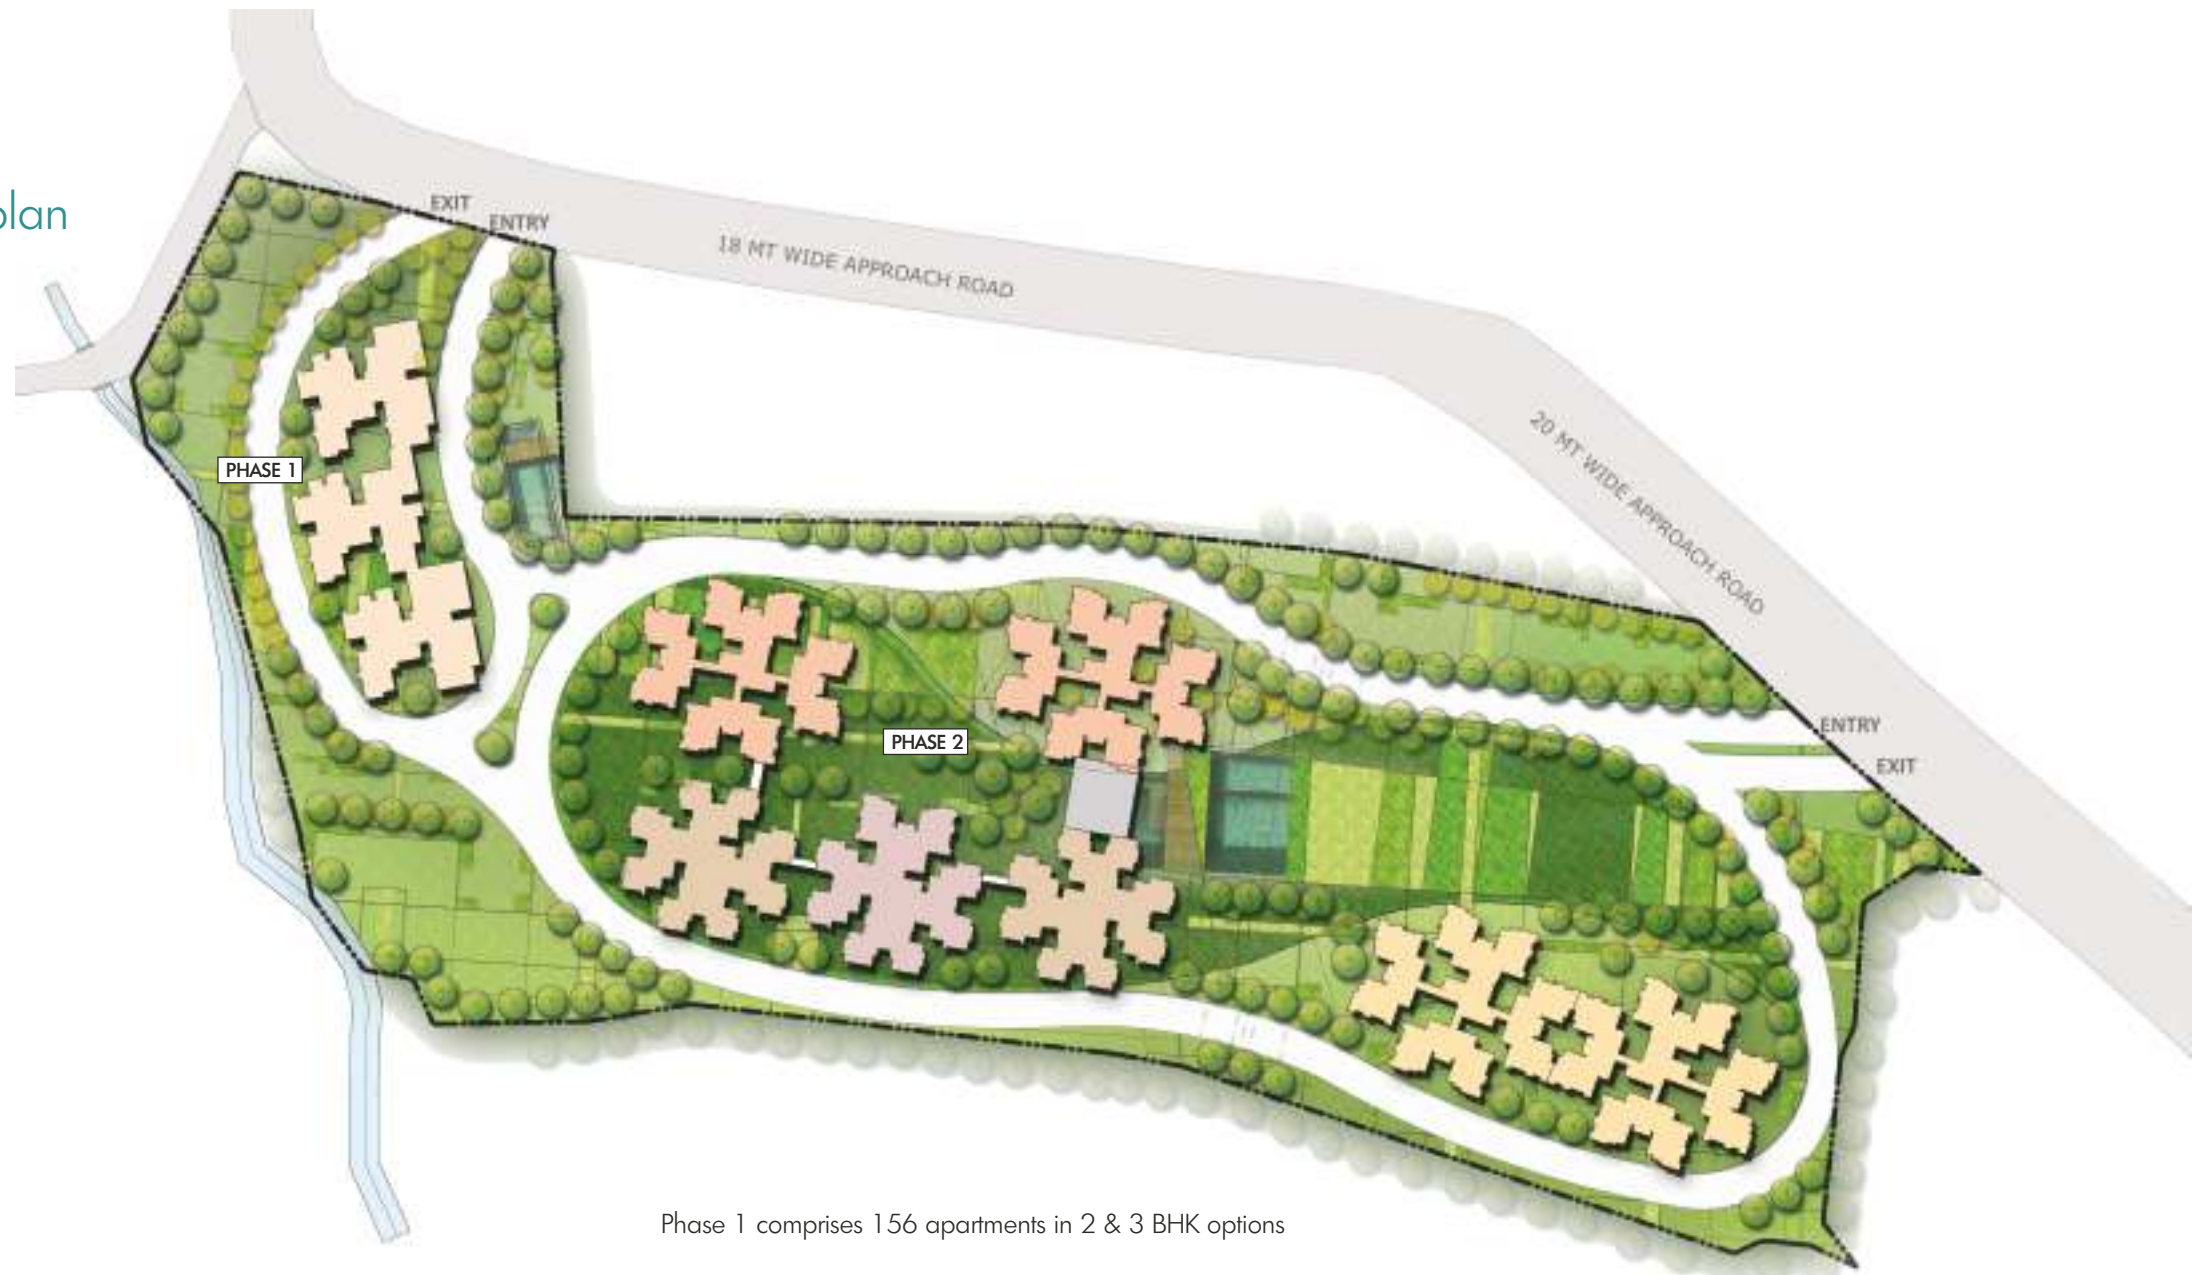 plan
EXIT
ENTRY
18 MT WIDE APPROACH ROAD
20 MT WIDE APPROACH ROAD
PHASE 1
PHASE 2
ENTRY
EXIT
Phase 1 comprises 156 apartments in 2 & 3 BHK options